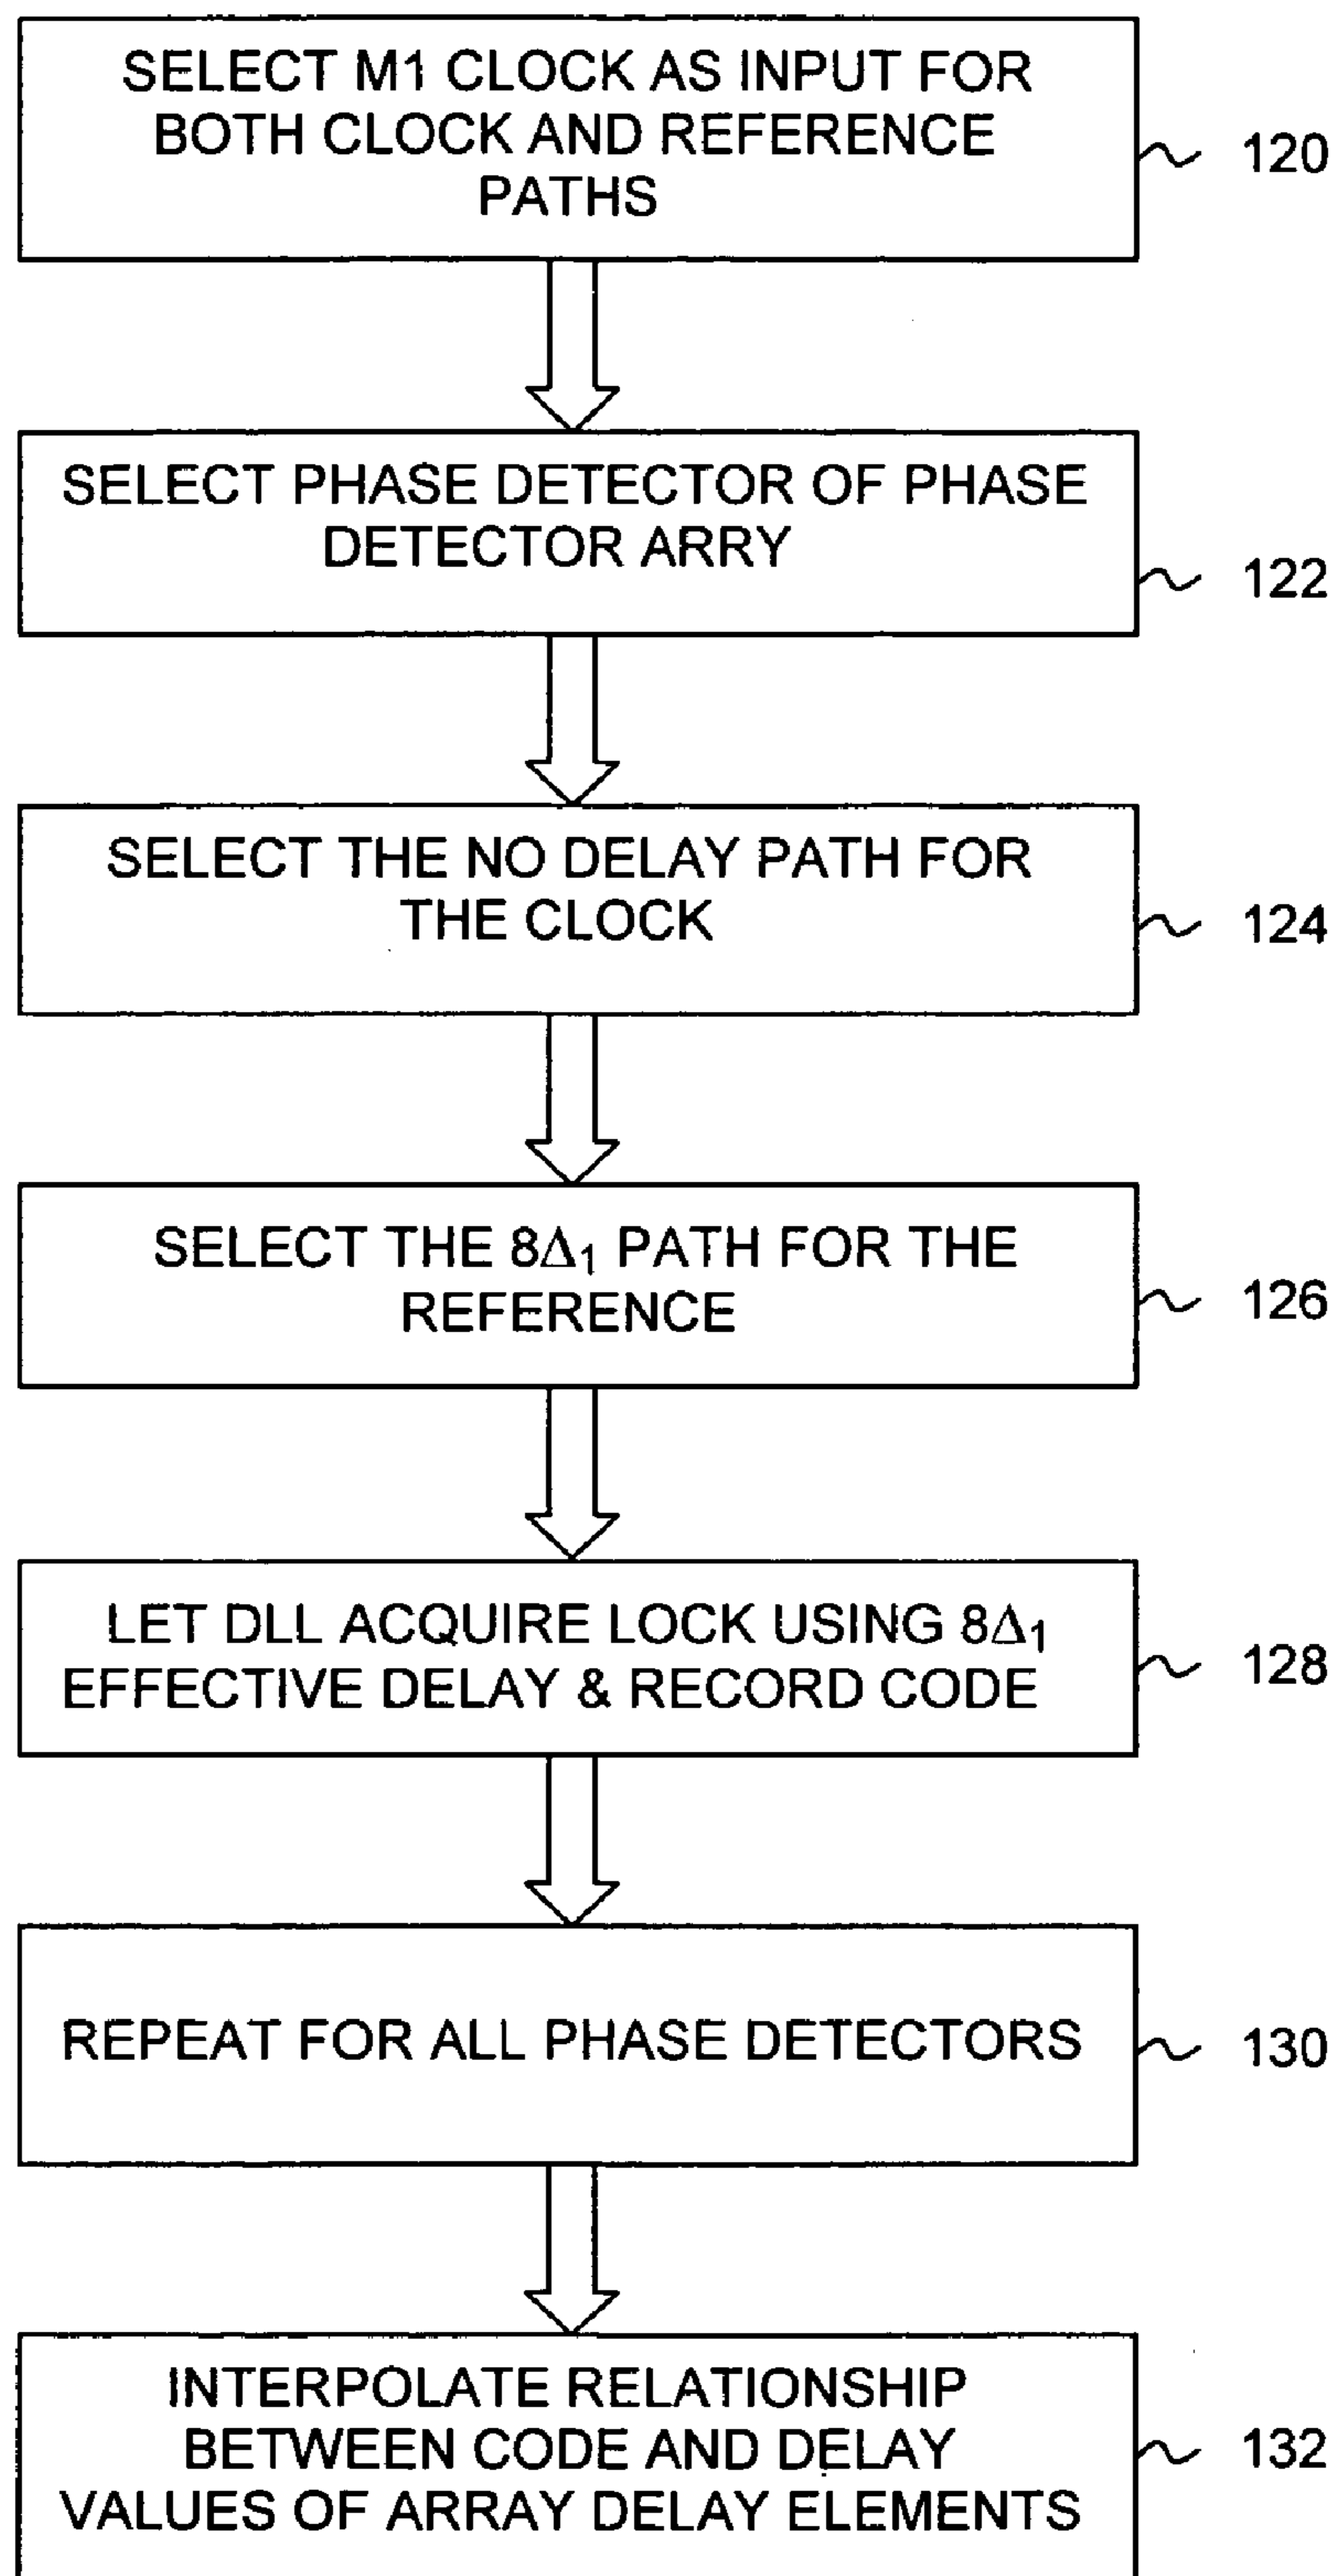 SELECT M1 CLOCK AS INPUT FOR
BOTH CLOCK AND REFERENCE
PATHS
120
SELECT PHASE DETECTOR OF PHASE
DETECTOR ARRY
122
SELECT THE NO DELAY PATH FOR
THE CLOCK
124
SELECT THE 8Δ₁ PATH FOR THE
REFERENCE
126
LET DLL ACQUIRE LOCK USING 8Δ₁
EFFECTIVE DELAY & RECORD CODE
128
REPEAT FOR ALL PHASE DETECTORS
130
INTERPOLATE RELATIONSHIP
BETWEEN CODE AND DELAY
VALUES OF ARRAY DELAY ELEMENTS
132